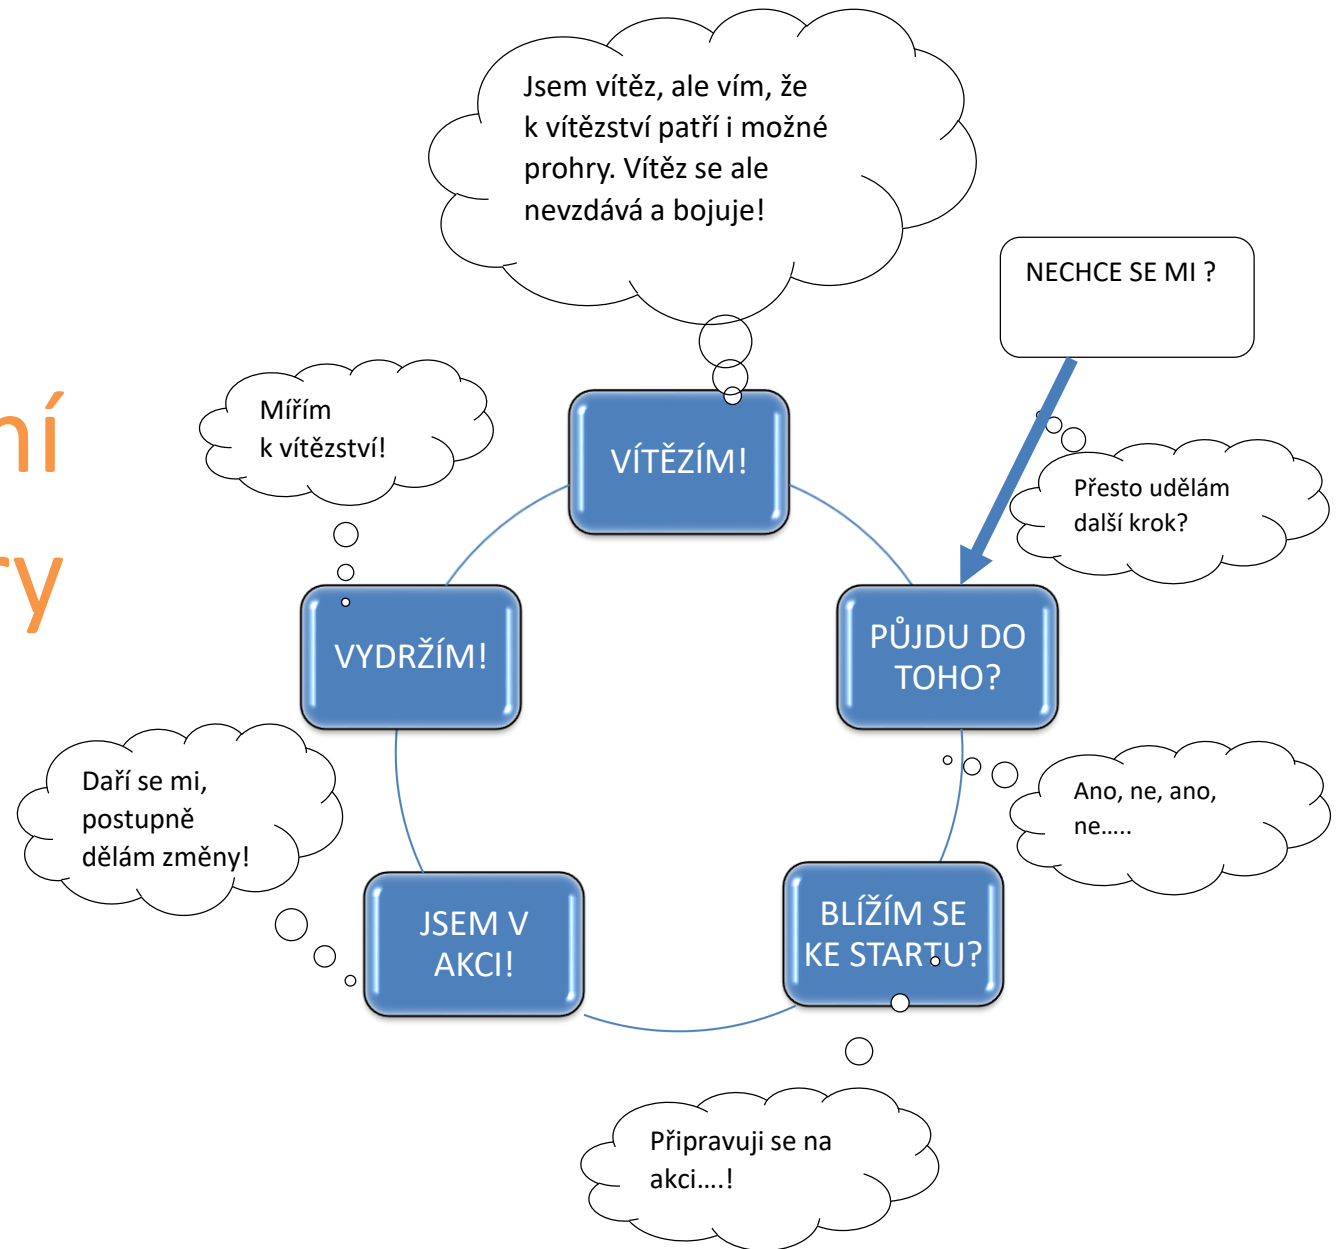 Jsem vítěz, ale vím, že
k vítězství patří i možné
prohry. Vítěz se ale
nevzdává a bojuje!
NECHCE SE MI ?
Mířím
k vítězství!
VÍTĚZÍM!
Přesto udělám
další krok?
ní
ry
VYDRŽÍM!
PŮJDU DO
TOHO?
Daří se mi,
postupně
dělám změny!
Ano, ne, ano,
ne.....
JSEM V
AKCI!
BLÍŽÍM SE
KE STARTU?
Připravuji se na
akci....!